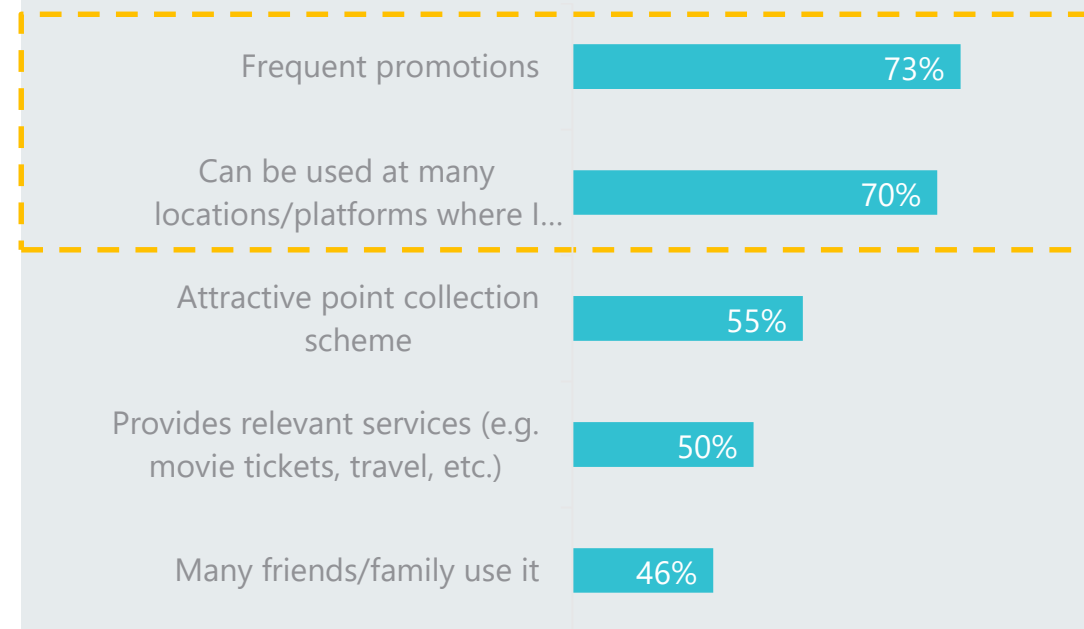 Frequent promotions
73%
Can be used at many
locations/platforms where I...
70%
Attractive point collection
scheme
55%
Provides relevant services (e.g.
movie tickets, travel, etc.)
50%
Many friends/family use it
46%